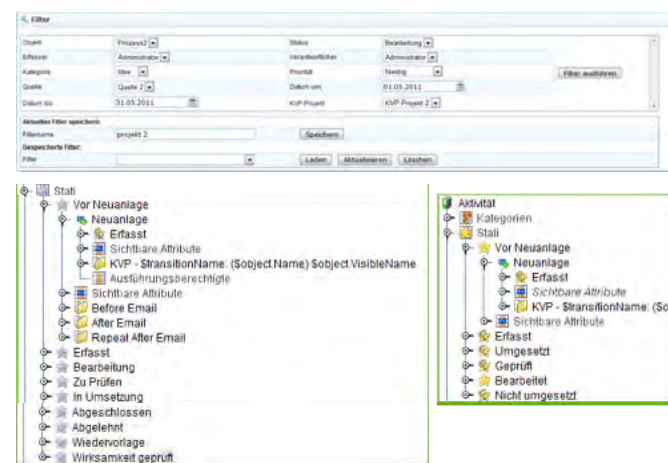 Filter
Objekt Prozess2 Status Bearbeitung
Erfasser Administrator Verantwortlicher Administrator
Kategorie Idee Priorität Niedrig Filter ausführen
Quelle Quelle 2 Datum von 01.03.2011
Datum bis 31.03.2011 KVP-Projekt KVP Projekt 2
Aktuellen Filter speichern:
Filtername projekt 2 Speichern
Gespeicherte Filter:
Filter Laden Aktualisieren Löschen
Stati
Vor Neuanlage
Neuanlage
Erfasst
Sichtbare Attribute
KVP - $transitionName: ($object.Name) $object.VisibleName
Ausführungsberechtigte
Sichtbare Attribute
Before Email
After Email
Repeat After Email
Erfasst
Bearbeitung
Zu Prüfen
In Umsetzung
Abgeschlossen
Abgelehnt
Wiedervorlage
Wirksamkeit geprüft
Aktivität
Kategorien
Stati
Vor Neuanlage
Neuanlage
Erfasst
Sichtbare Attribute
KVP - $transitionName: ($o
Sichtbare Attribute
Erfasst
Umgesetzt
Geprüft
Bearbeitet
Nicht umgesetzt